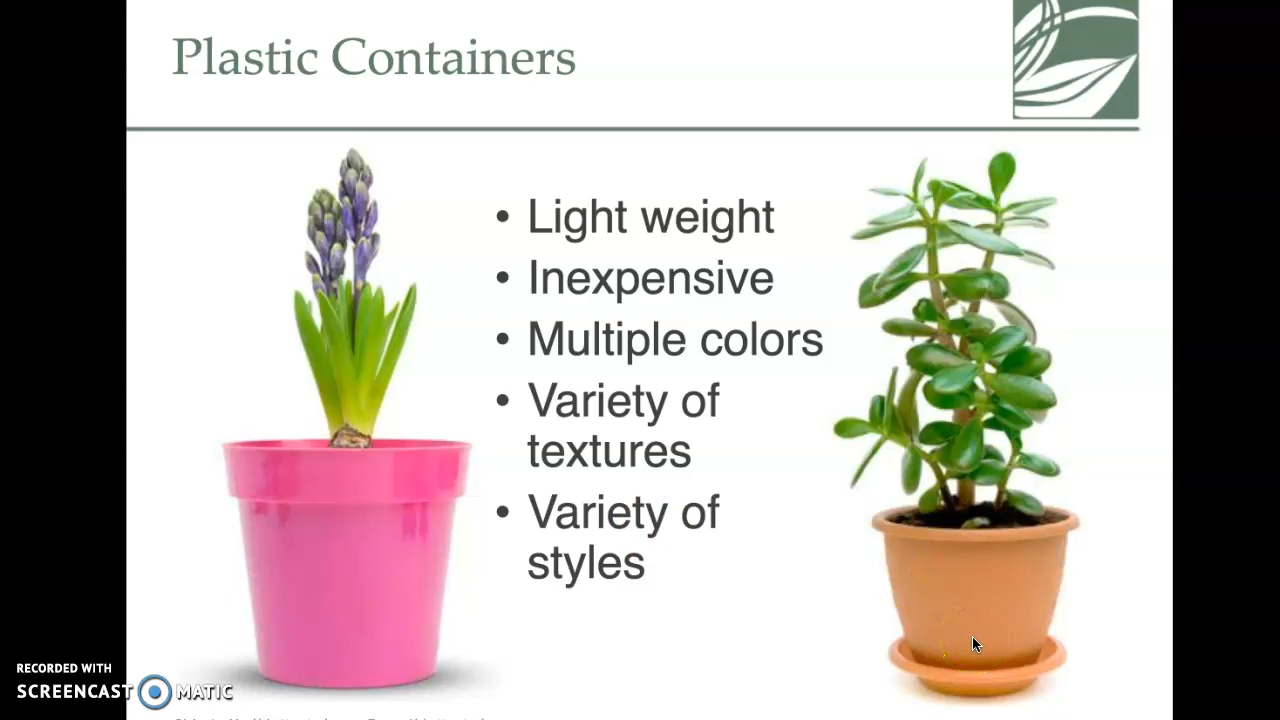 Plastic Containers
• Light weight
• Inexpensive
• Multiple colors
• Variety of
textures
• Variety of
styles
RECORDED WITH
SCREENCAST MATIC